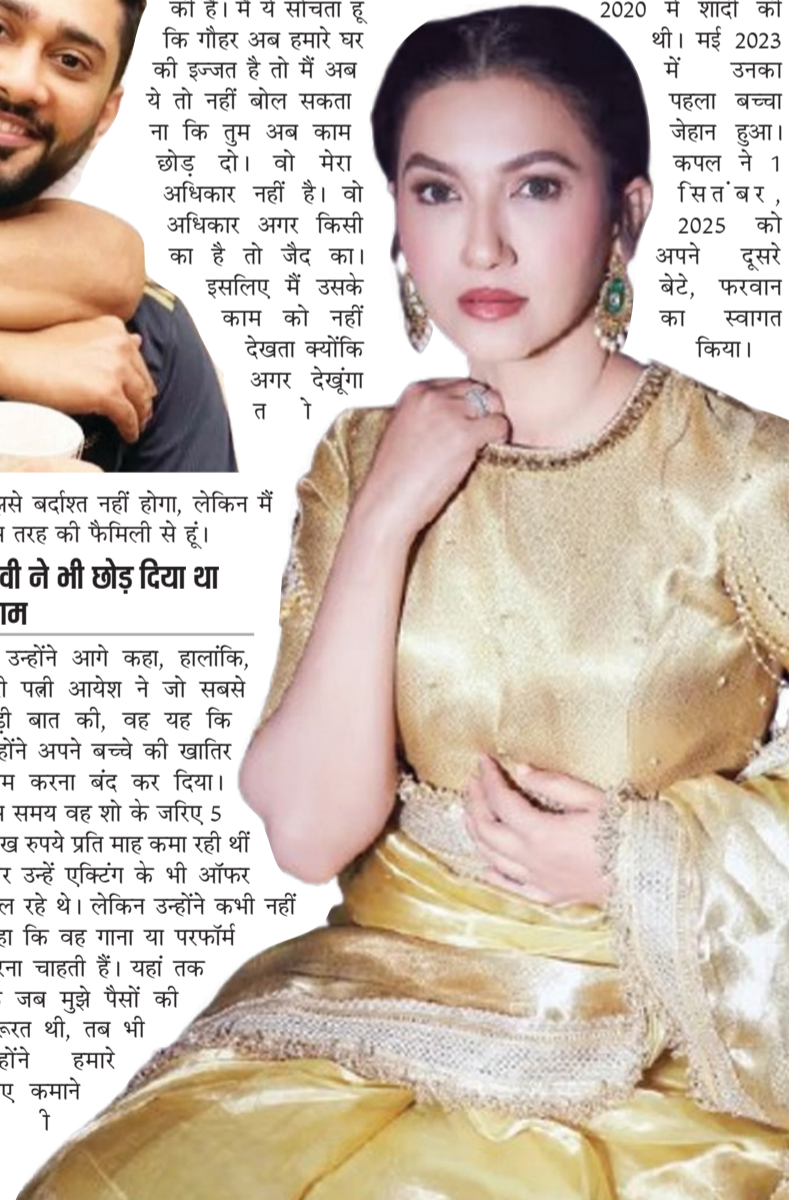 की है। मैं ये सोचता हूं
कि गौहर अब हमारे घर
की इज्जत है तो मैं अब
ये तो नहीं बोल सकता
ना कि तुम अब काम
छोड़ दो। वो मेरा
अधिकार नहीं है। वो
अधिकार अगर किसी
का है तो जैद का।
इसलिए मैं उसके
काम को नहीं
देखता क्योंकि
अगर देखूंगा
तो
बर्दाश्त नहीं होगा, लेकिन मैं
तरह की फैमिली से हूं।
ने भी छोड़ दिया था
उन्होंने आगे कहा, हालांकि,
पत्नी आयेश ने जो सबसे
बात की, वह यह कि
अपने बच्चे की खातिर
करना बंद कर दिया।
समय वह शो के जरिए 5
रुपये प्रति माह कमा रही थीं
उन्हें एक्टिंग के भी ऑफर
रहे थे। लेकिन उन्होंने कभी नहीं
कि वह गाना या परफॉर्म
चाहती हैं। यहां तक
जब मुझे पैसों की
थी, तब भी
हमारे
कमाने
2020 में शादी की
थी। मई 2023
में उनका
पहला बच्चा
जेहान हुआ।
कपल ने 1
सितंबर,
2025 को
अपने दूसरे
बेटे, फरवान
का स्वागत
किया।